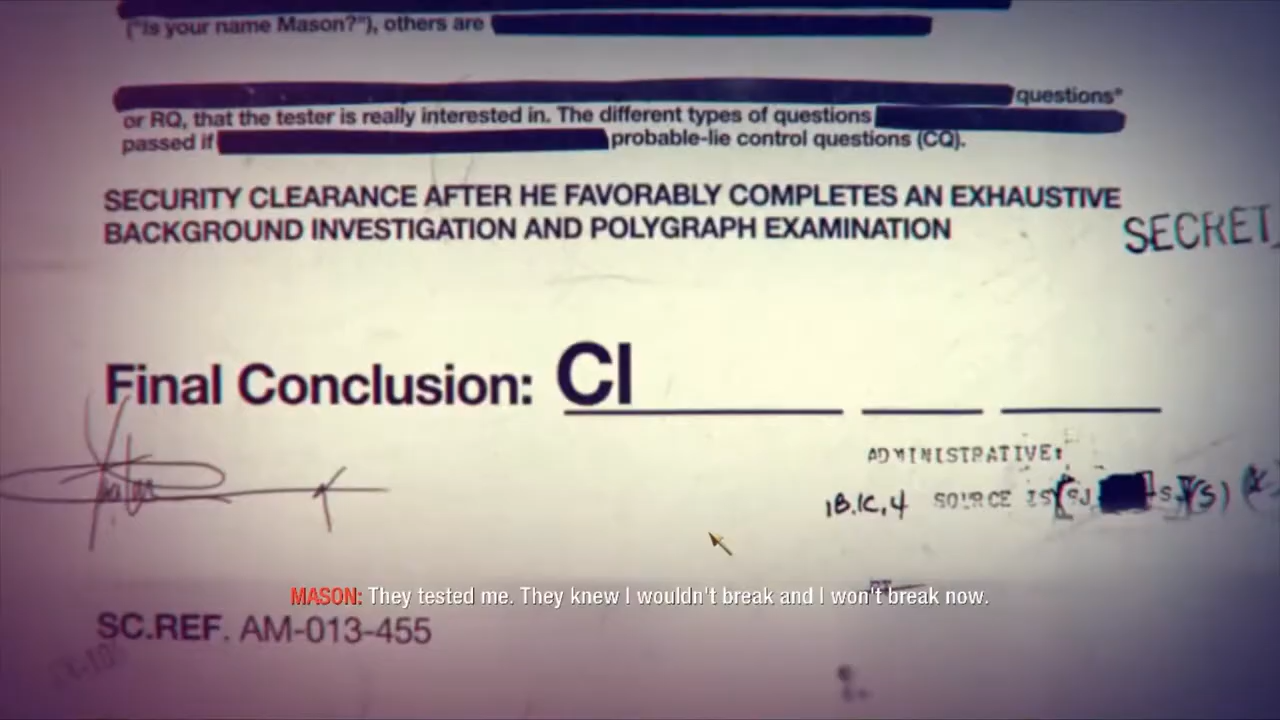 ("Is your name Mason?"), others are
questions"
or RQ, that the tester is really interested in. The different types of questions
passed if probable-lie control questions (CQ).
SECURITY CLEARANCE AFTER HE FAVORABLY COMPLETES AN EXHAUSTIVE
BACKGROUND INVESTIGATION AND POLYGRAPH EXAMINATION
SECRET
Final Conclusion: CI
ADMINISTRATIVE:
1B.1C,4 SOURCE IS
MASON: They tested me. They knew I wouldn't break and I won't break now.
SC.REF. AM-013-455